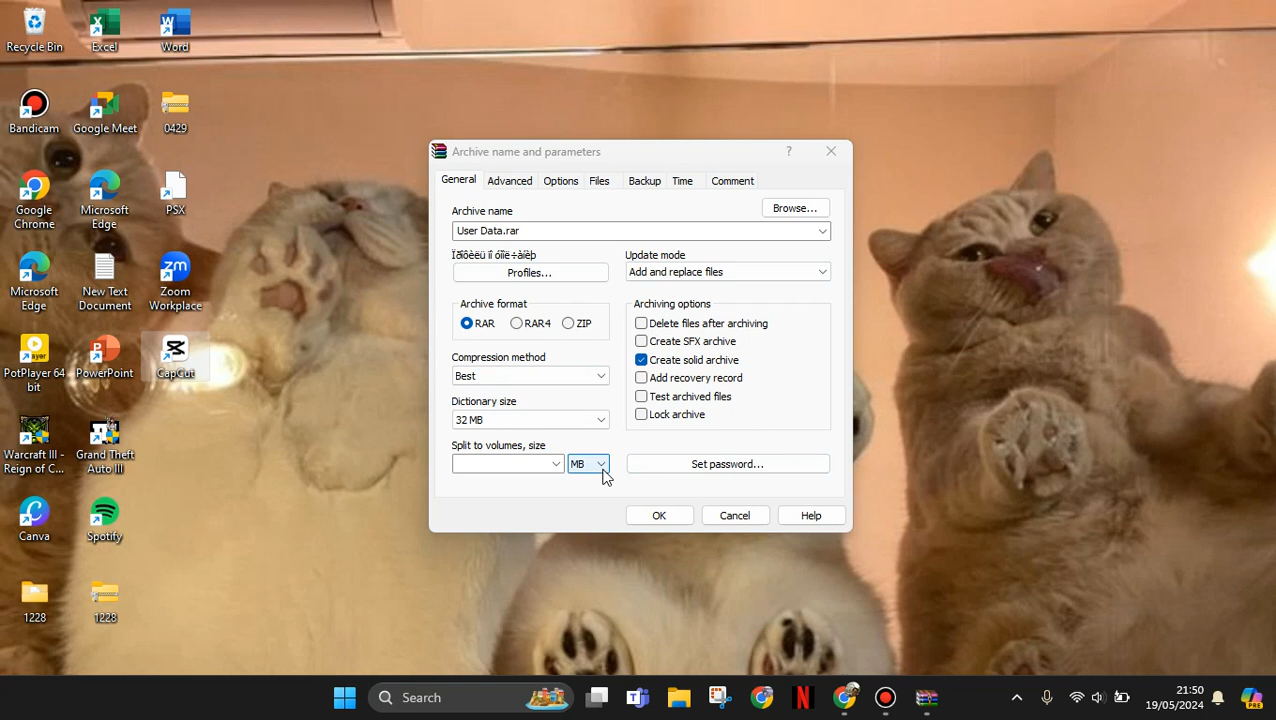 Recycle Bin
Excel
Word
Bandicam
Google Meet
0429
Google
Chrome
Microsoft
Edge
PSX
Microsoft
Edge
New Text
Document
Zoom
Workplace
PotPlayer 64
bit
PowerPoint
CapCut
Warcraft III -
Reign of C...
Grand Theft
Auto III
Canva
Spotify
1228
1228
Archive name and parameters
?
General
Advanced
Options
Files
Backup
Time
Comment
Archive name
Browse...
User Data.rar
Ïðîôèëü ïî óìîë÷àíèþ
Profiles...
Update mode
Add and replace files
Archive format
RAR
RAR4
ZIP
Compression method
Best
Dictionary size
32 MB
Split to volumes, size
MB
Archiving options
Delete files after archiving
Create SFX archive
Create solid archive
Add recovery record
Test archived files
Lock archive
Set password...
OK
Cancel
Help
Search
21:50
19/05/2024
PRE